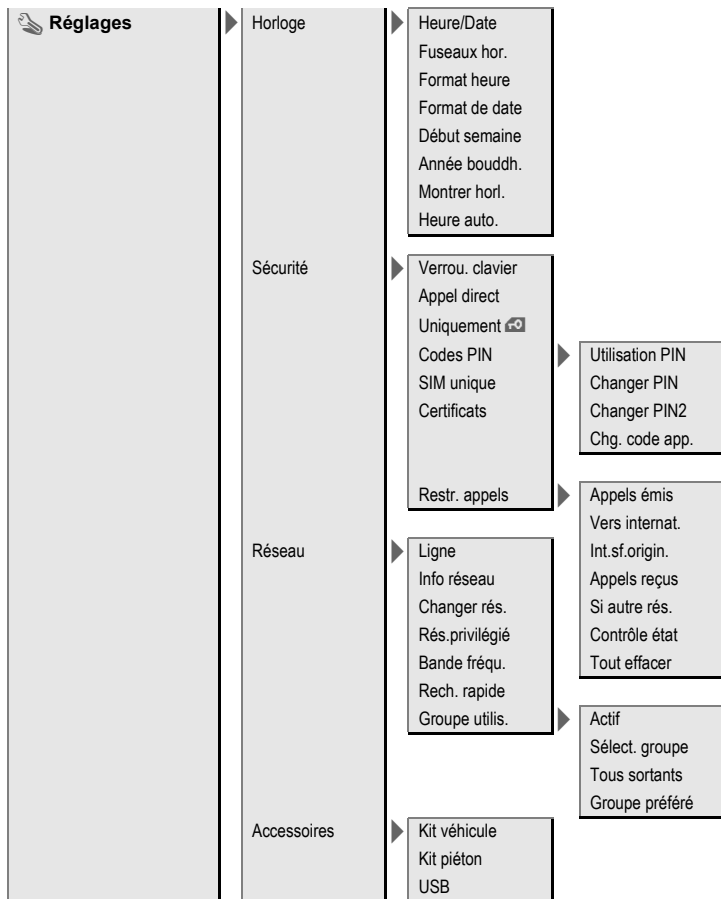 Réglages
Horloge
Heure/Date
Fuseaux hor.
Format heure
Format de date
Début semaine
Année bouddh.
Montrer horl.
Heure auto.
Sécurité
Verrou. clavier
Appel direct
Uniquement
Codes PIN
Utilisation PIN
Changer PIN
Changer PIN2
Chg. code app.
SIM unique
Certificats
Restr. appels
Appels émis
Vers internat.
Int.sf.origin.
Appels reçus
Si autre rés.
Contrôle état
Tout effacer
Réseau
Ligne
Info réseau
Changer rés.
Rés.privilégié
Bande fréqu.
Rech. rapide
Groupe utilis.
Actif
Sélect. groupe
Tous sortants
Groupe préféré
Accessoires
Kit véhicule
Kit piéton
USB